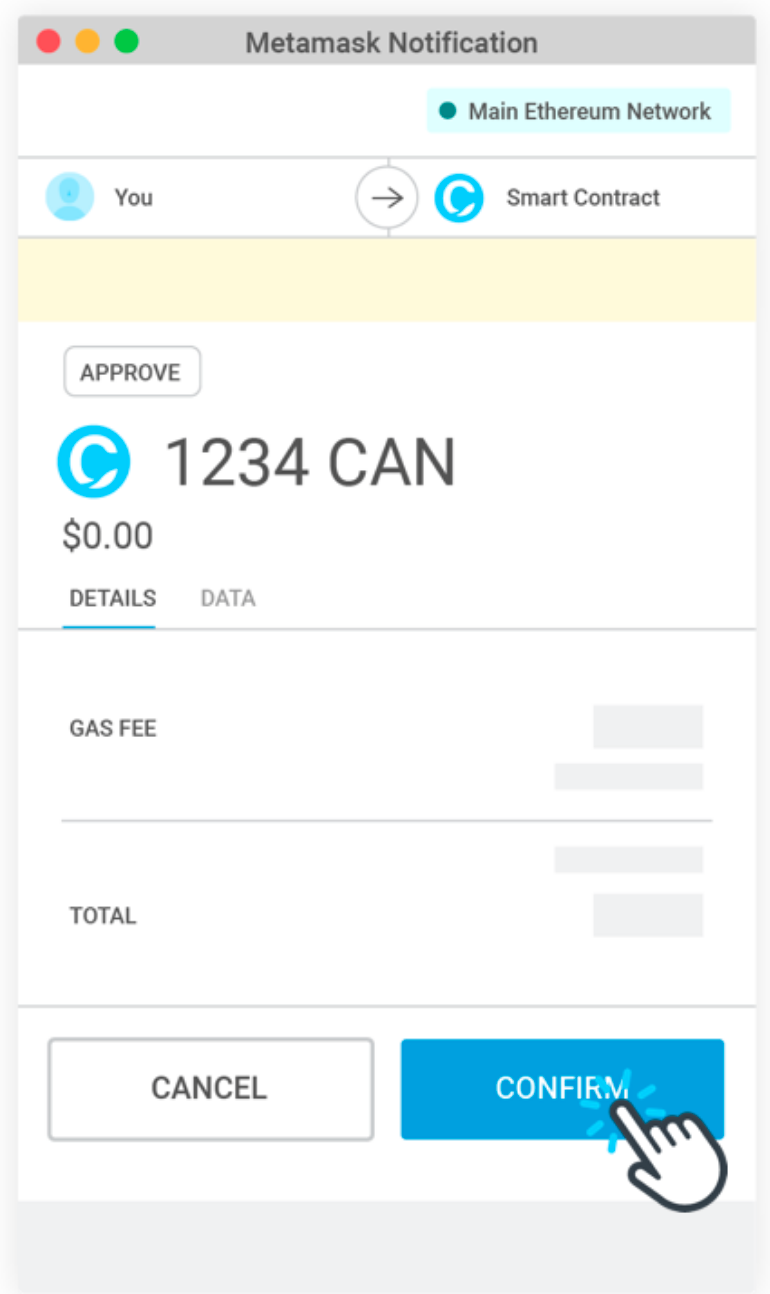 Metamask Notification
Main Ethereum Network
You
Smart Contract
APPROVE
1234 CAN
$0.00
DETAILS DATA
GAS FEE
TOTAL
CANCEL CONFIRM